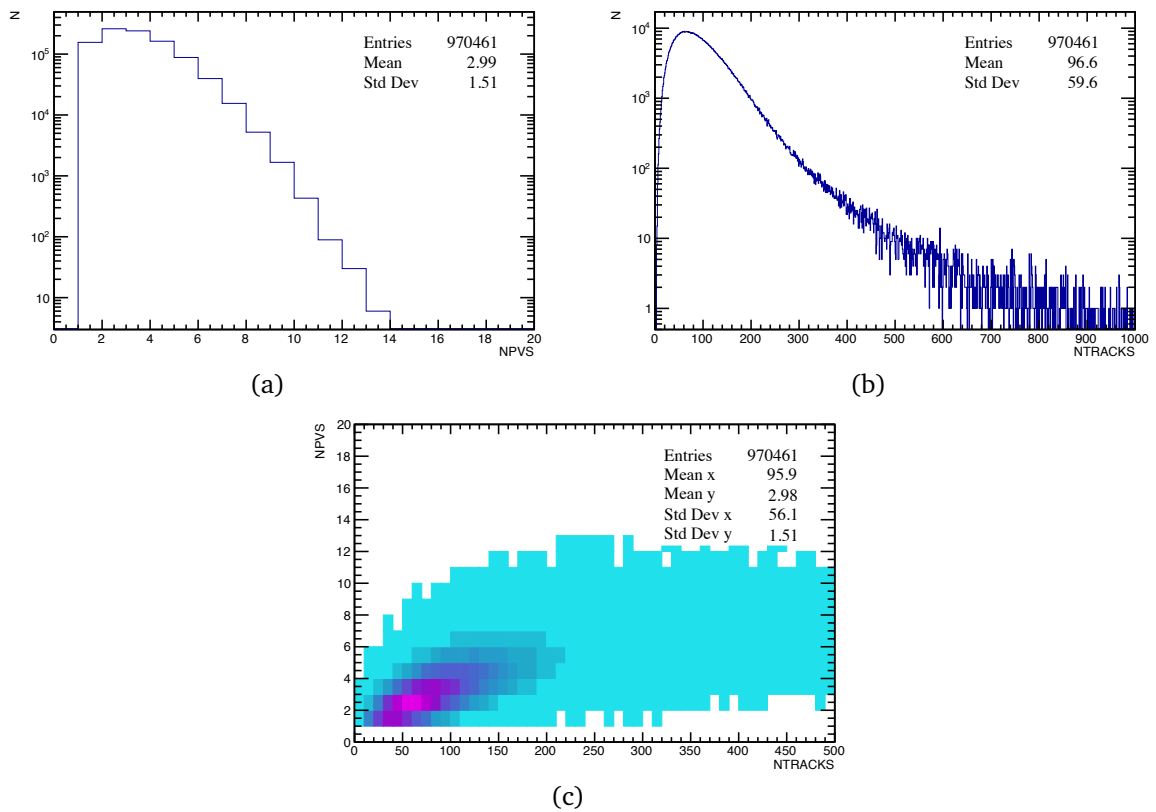 N
Entries 970461
Mean 2.99
Std Dev 1.51
10^5
10^4
10^3
10^2
10
0 2 4 6 8 10 12 14 16 18 20
NPVS
(a)
N
Entries 970461
Mean 96.6
Std Dev 59.6
10^4
10^3
10^2
10
1
0 100 200 300 400 500 600 700 800 900 1000
NTRACKS
(b)
NPVS
Entries 970461
Mean x 95.9
Mean y 2.98
Std Dev x 56.1
Std Dev y 1.51
20
18
16
14
12
10
8
6
4
2
0
0 50 100 150 200 250 300 350 400 450 500
NTRACKS
(c)